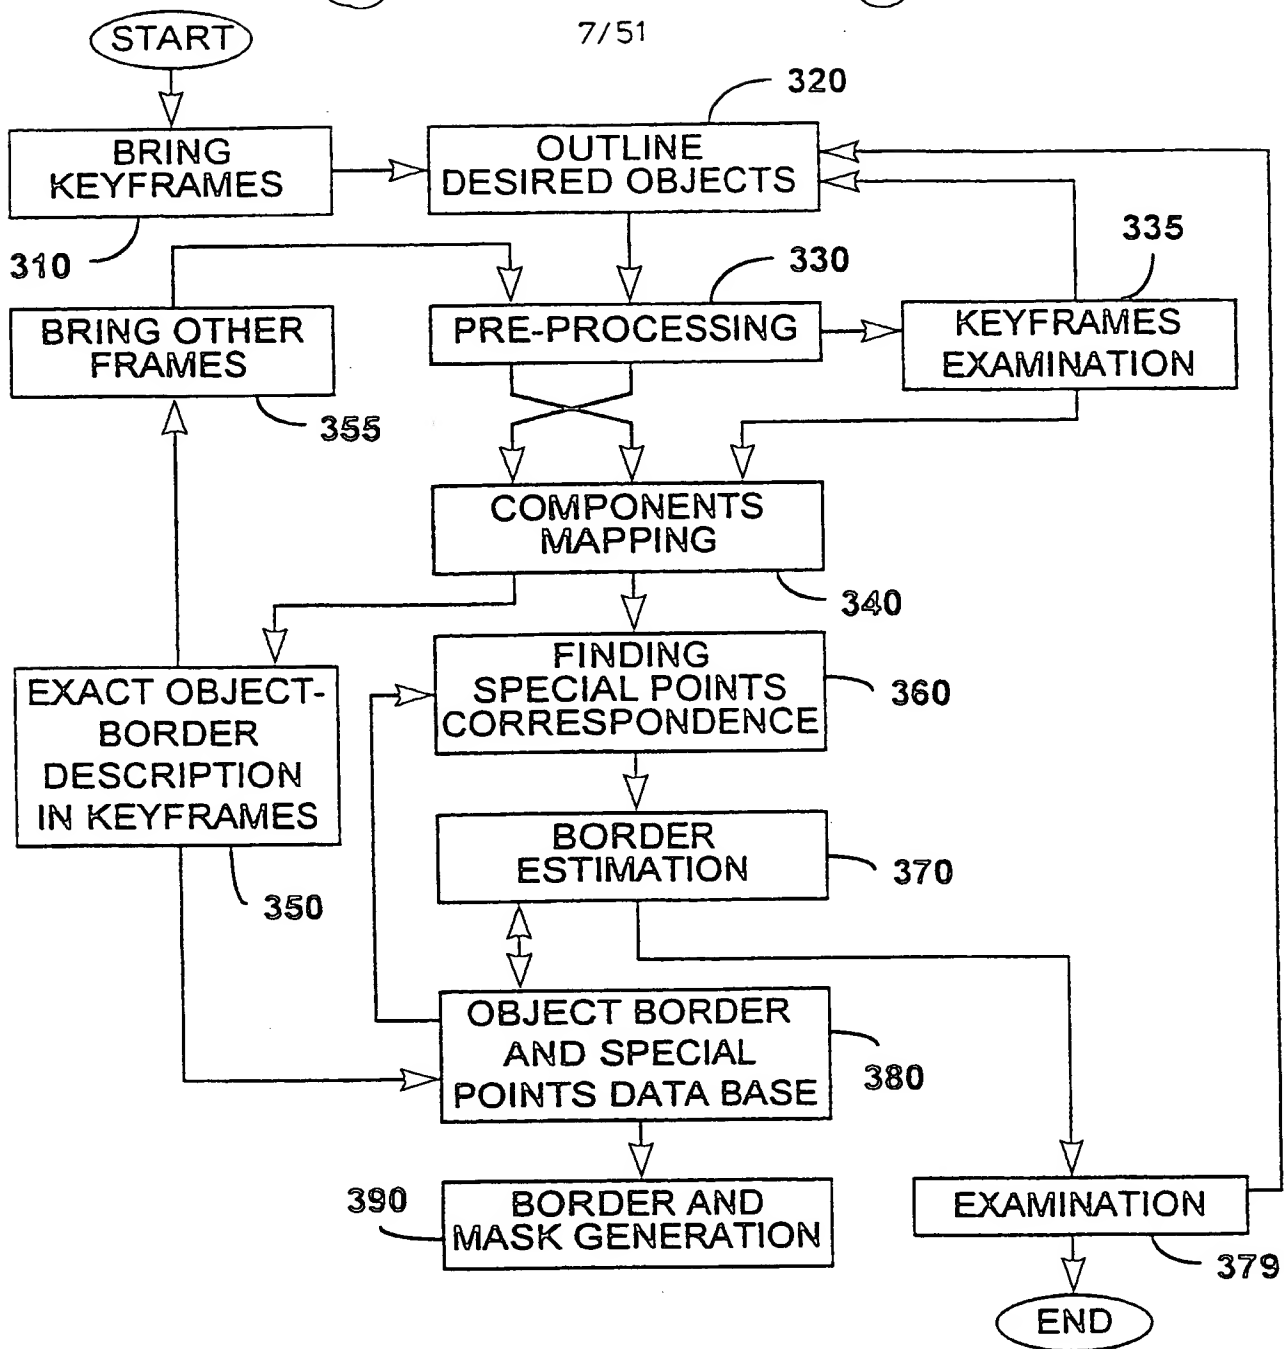 7/51
START
320
BRING
KEYFRAMES
OUTLINE
DESIRED OBJECTS
310
330
335
BRING OTHER
FRAMES
PRE-PROCESSING
KEYFRAMES
EXAMINATION
355
COMPONENTS
MAPPING
340
EXACT OBJECT-
BORDER
DESCRIPTION
IN KEYFRAMES
FINDING
SPECIAL POINTS
CORRESPONDENCE
360
350
BORDER
ESTIMATION
370
OBJECT BORDER
AND SPECIAL
POINTS DATA BASE
380
390
BORDER AND
MASK GENERATION
EXAMINATION
379
END